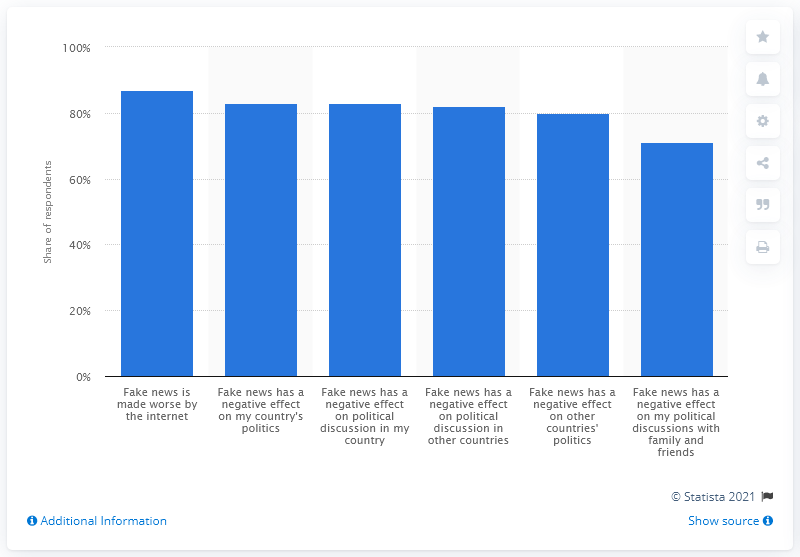 100%
80%
60%
40%
20%
0%
Share of respondents
Fake news is
made worse by
the internet
Fake news has a
negative effect
on my country's
politics
Fake news has a
negative effect
on political
discussion in my
country
Fake news has a
negative effect
on political
discussion in
other countries
Fake news has a
negative effect
on other
countries'
politics
Fake news has a
negative effect
on my political
discussions with
family and
friends
© Statista 2021
Additional Information
Show source